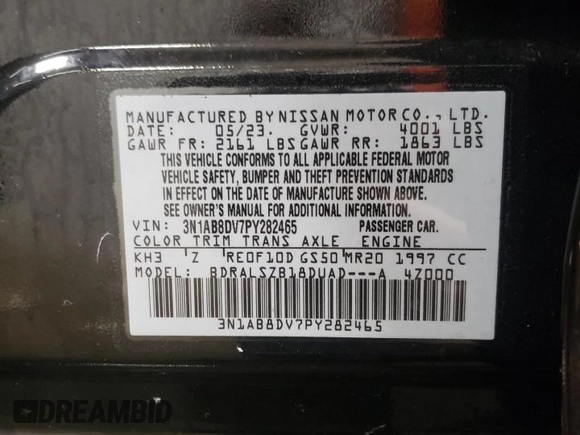 MANUFACTURED BY NISSAN MOTOR CO., LTD.
DATE: 05/23. GVWR: 4001 LBS
GAWR FR: 2161 LBS GAWR RR: 1863 LBS
THIS VEHICLE CONFORMS TO ALL APPLICABLE FEDERAL MOTOR
VEHICLE SAFETY, BUMPER AND THEFT PREVENTION STANDARDS
IN EFFECT ON THE DATE OF MANUFACTURE SHOWN ABOVE.
SEE OWNER'S MANUAL FOR ADDITIONAL INFORMATION.
VIN: 3N1AB8DV7PY282465 PASSENGER CAR.
COLOR TRIM TRANS AXLE ENGINE
KH3 Z RE0F10D GS50 MR20 1997 CC
MODEL: BDRALSZB18DUAD---A 4Z000
3N1AB8DV7PY282465
DREAMBID